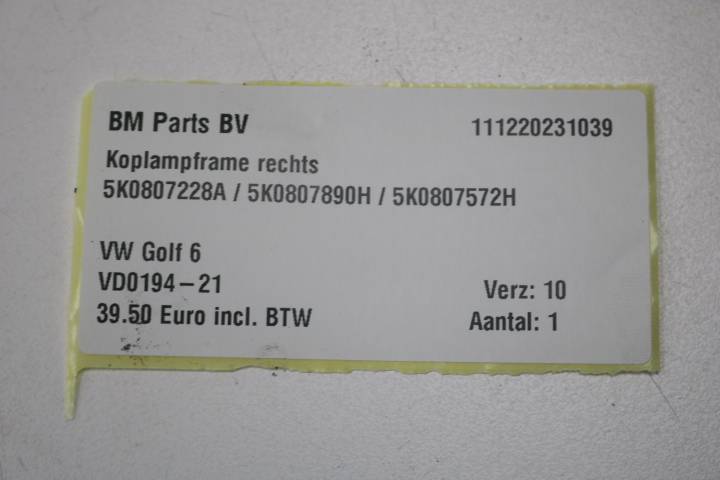 BM Parts BV 111220231039
Koplampframe rechts
5K0807228A / 5K0807890H / 5K0807572H
VW Golf 6
VD0194-21 Verz: 10
39.50 Euro incl. BTW Aantal: 1